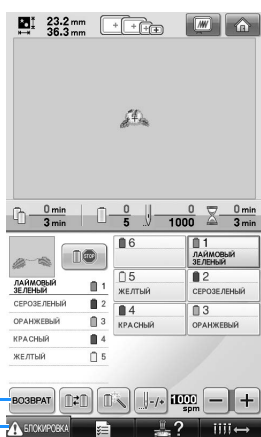 23.2 mm
36.3 mm
0 min
3 min
0
5
0
1000
0 min
3 min
STOP
6
1
ЛАЙМОВЫЙ
ЗЕЛЕНЫЙ
5
ЖЕЛТЫЙ
2
СЕРОЗЕЛЕНЫЙ
4
КРАСНЫЙ
3
ОРАНЖЕВЫЙ
ЛАЙМОВЫЙ
ЗЕЛЕНЫЙ 1
СЕРОЗЕЛЕНЫЙ 2
ОРАНЖЕВЫЙ 3
КРАСНЫЙ 4
ЖЕЛТЫЙ 5
ВОЗВРАТ
-/+
1000
spm
- +
БЛОКИРОВКА
?